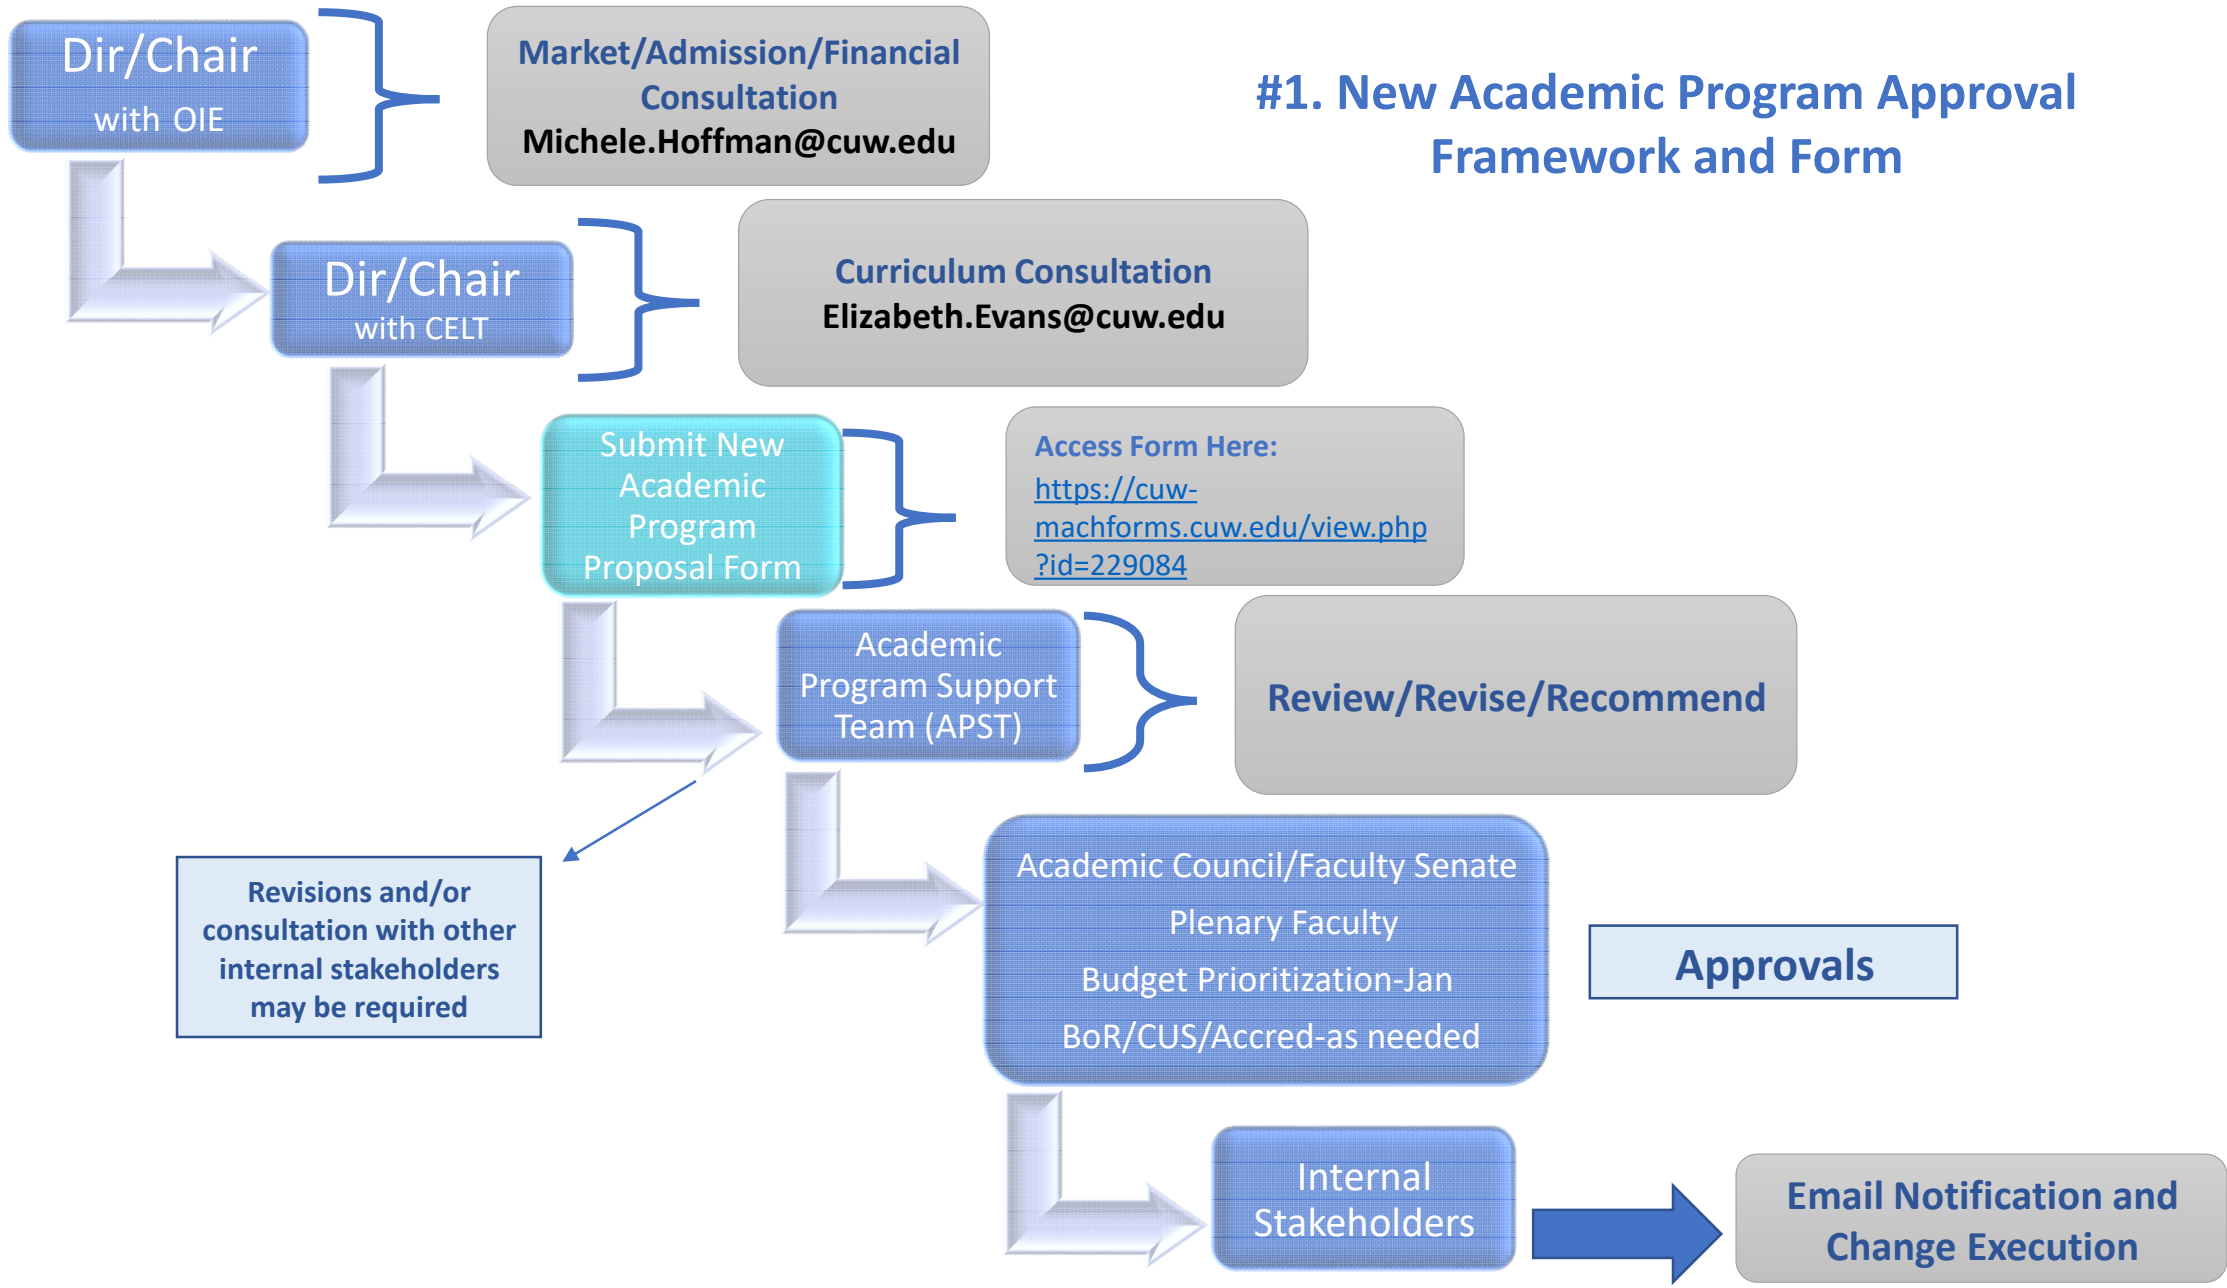 Dir/Chair
with OIE
Market/Admission/Financial
Consultation
Michele.Hoffman@cuw.edu
#1. New Academic Program Approval
Framework and Form
Dir/Chair
with CELT
Curriculum Consultation
Elizabeth.Evans@cuw.edu
Submit New
Academic
Program
Proposal Form
Access Form Here:
https://cuw-
machforms.cuw.edu/view.php
?id=229084
Academic
Program Support
Team (APST)
Review/Revise/Recommend
Revisions and/or
consultation with other
internal stakeholders
may be required
Academic Council/Faculty Senate
Plenary Faculty
Budget Prioritization-Jan
BoR/CUS/Accred-as needed
Approvals
Internal
Stakeholders
Email Notification and
Change Execution